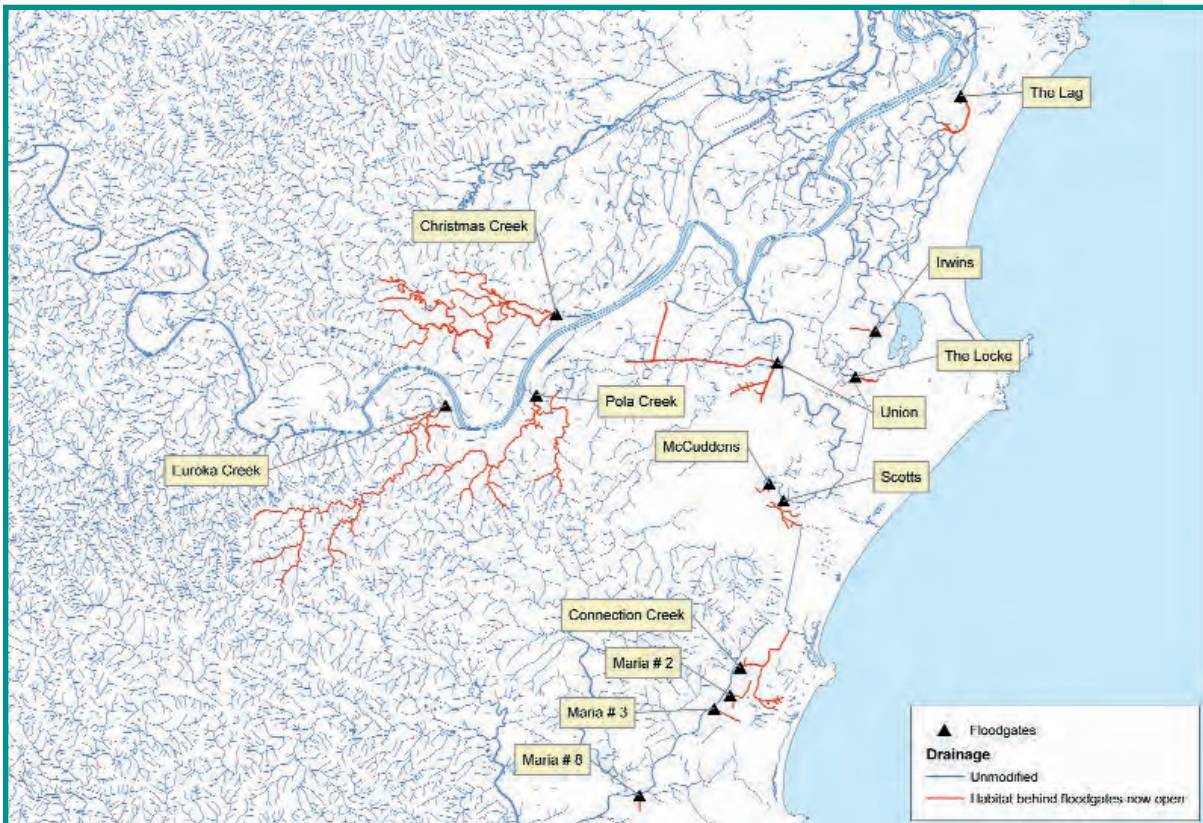 The Lag
Christmas Creek
Irwins
The Locke
Pola Creek
Union
McCuddens
Euroka Creek
Scotts
Connection Creek
Maria # 2
Maria # 3
Maria # 8
Floodgates
Drainage
Unmodified
Habitat behind floodgates now open